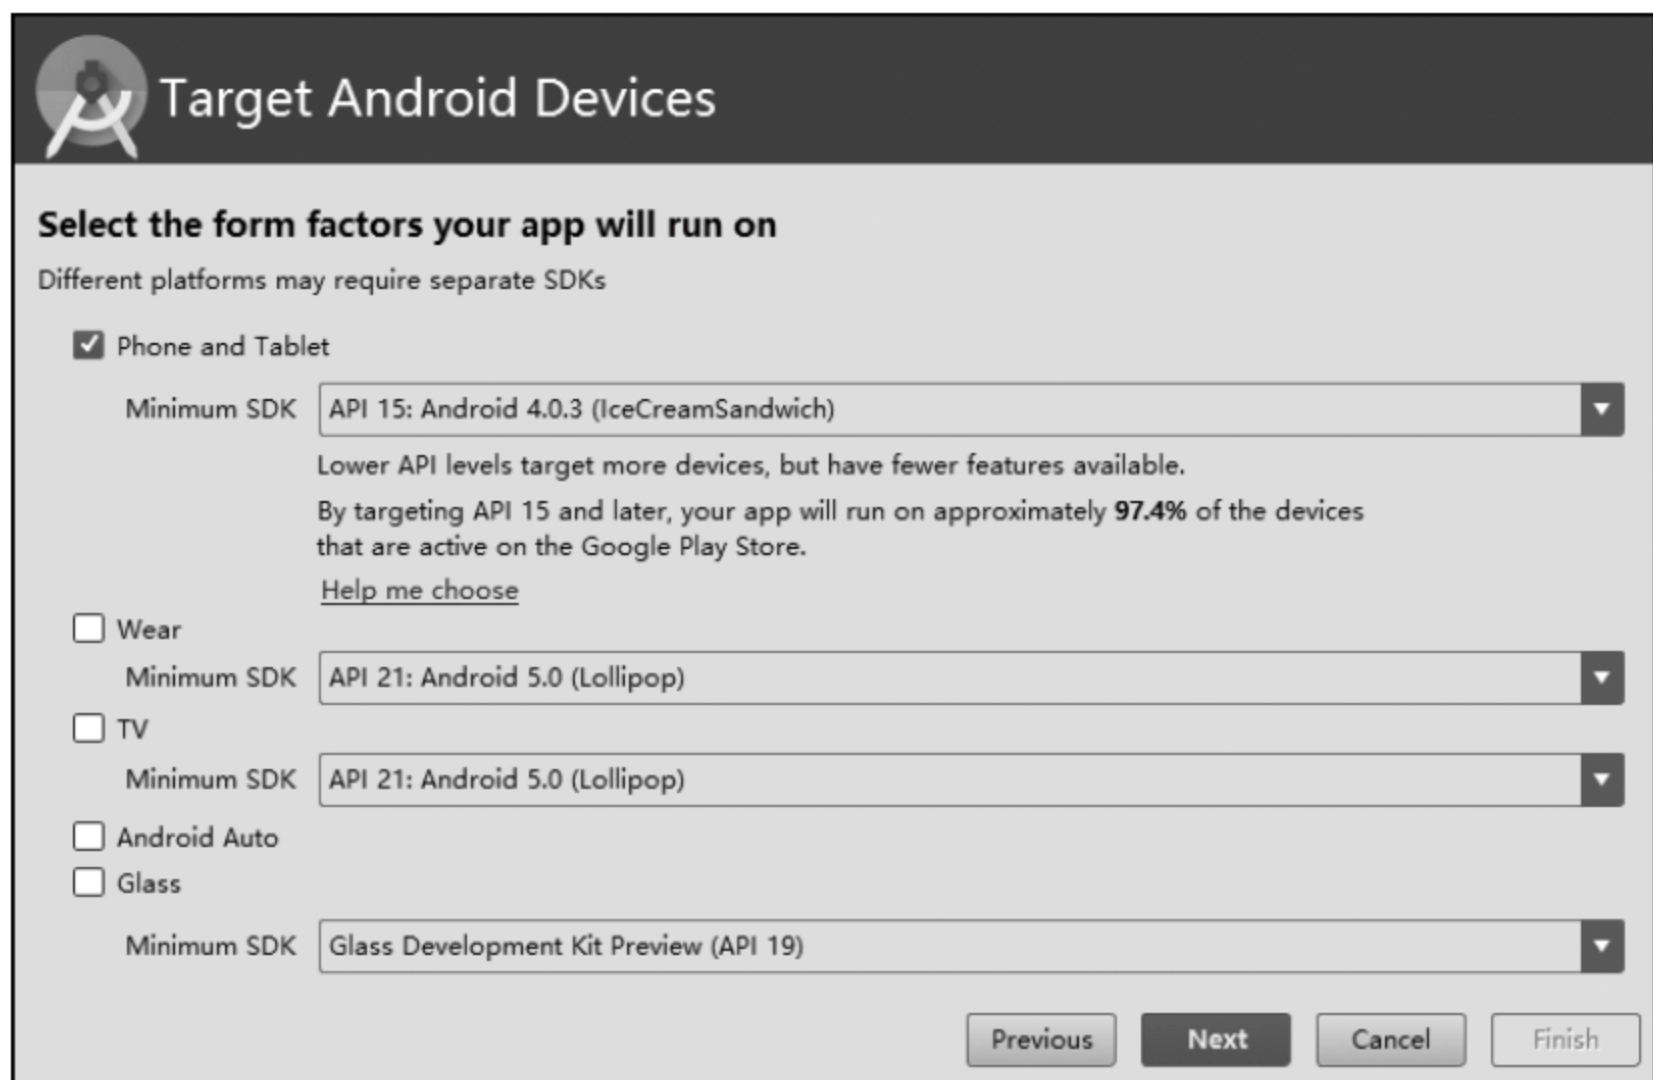 Target Android Devices
Select the form factors your app will run on
Different platforms may require separate SDKs
Phone and Tablet
Minimum SDK API 15: Android 4.0.3 (IceCreamSandwich)
Lower API levels target more devices, but have fewer features available.
By targeting API 15 and later, your app will run on approximately 97.4% of the devices
that are active on the Google Play Store.
Help me choose
Wear
Minimum SDK API 21: Android 5.0 (Lollipop)
TV
Minimum SDK API 21: Android 5.0 (Lollipop)
Android Auto
Glass
Minimum SDK Glass Development Kit Preview (API 19)
Previous Next Cancel Finish